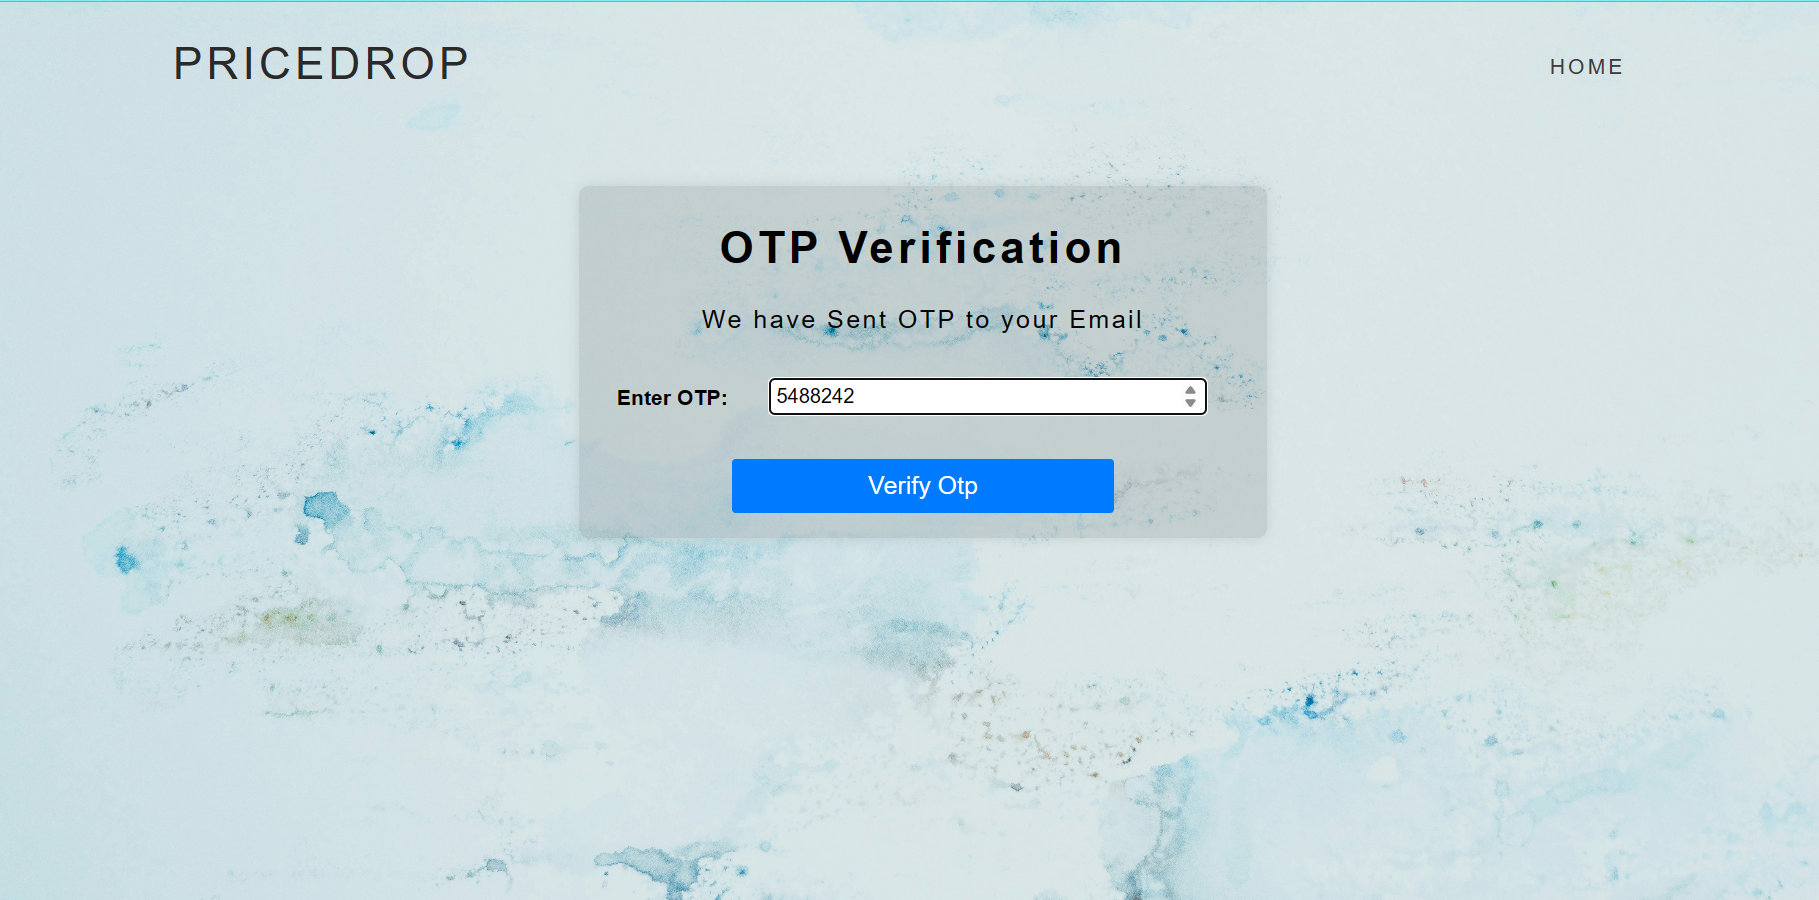 PRICEDROP
HOME
OTP Verification
We have Sent OTP to your Email
Enter OTP: 5488242
Verify Otp